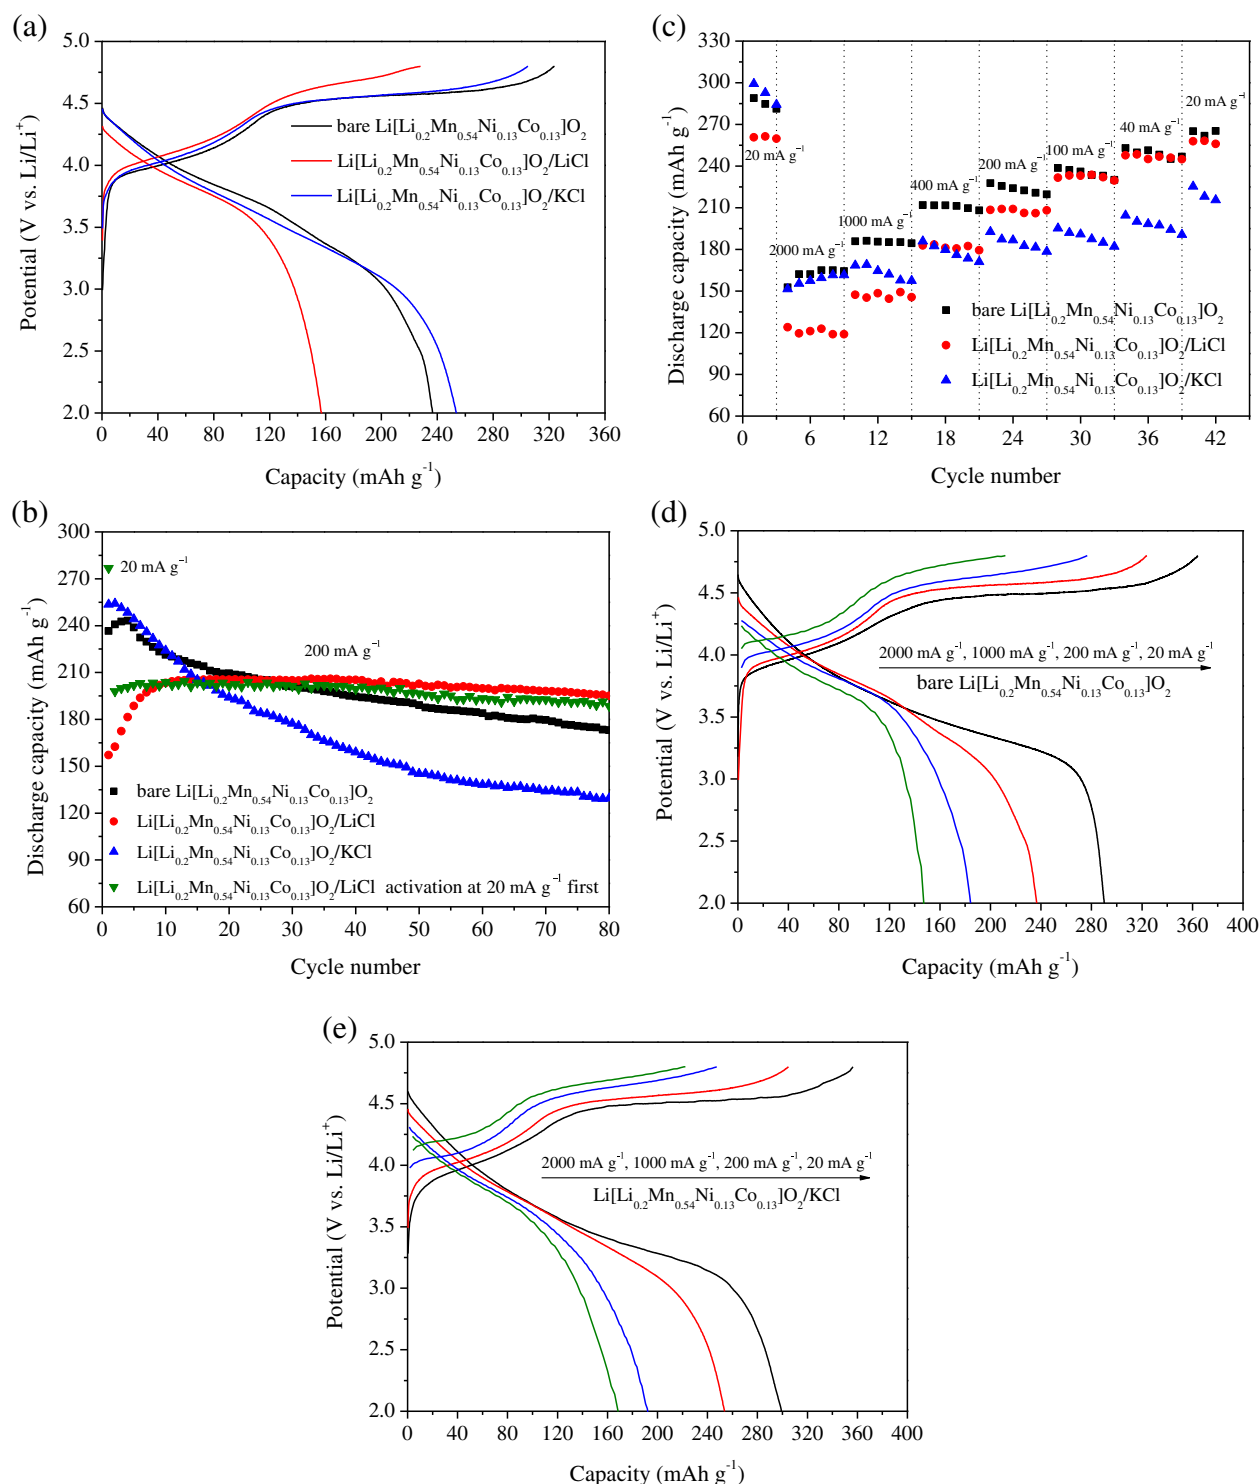 (a)
5.0
4.5
4.0
3.5
3.0
2.5
2.0
Potential (V vs. Li/Li⁺)
bare Li[Li₀.₂Mn₀.₅₄Ni₀.₁₃Co₀.₁₃]O₂
Li[Li₀.₂Mn₀.₅₄Ni₀.₁₃Co₀.₁₃]O₂/LiCl
Li[Li₀.₂Mn₀.₅₄Ni₀.₁₃Co₀.₁₃]O₂/KCl
0 40 80 120 160 200 240 280 320 360
Capacity (mAh g⁻¹)
(c)
330
300
270
240
210
180
150
120
90
60
Discharge capacity (mAh g⁻¹)
20 mA g⁻¹
2000 mA g⁻¹
1000 mA g⁻¹
400 mA g⁻¹
200 mA g⁻¹
100 mA g⁻¹
40 mA g⁻¹
20 mA g⁻¹
bare Li[Li₀.₂Mn₀.₅₄Ni₀.₁₃Co₀.₁₃]O₂
Li[Li₀.₂Mn₀.₅₄Ni₀.₁₃Co₀.₁₃]O₂/LiCl
Li[Li₀.₂Mn₀.₅₄Ni₀.₁₃Co₀.₁₃]O₂/KCl
0 6 12 18 24 30 36 42
Cycle number
(b)
300
270
240
210
180
150
120
90
60
Discharge capacity (mAh g⁻¹)
20 mA g⁻¹
200 mA g⁻¹
bare Li[Li₀.₂Mn₀.₅₄Ni₀.₁₃Co₀.₁₃]O₂
Li[Li₀.₂Mn₀.₅₄Ni₀.₁₃Co₀.₁₃]O₂/LiCl
Li[Li₀.₂Mn₀.₅₄Ni₀.₁₃Co₀.₁₃]O₂/KCl
Li[Li₀.₂Mn₀.₅₄Ni₀.₁₃Co₀.₁₃]O₂/LiCl activation at 20 mA g⁻¹ first
0 10 20 30 40 50 60 70 80
Cycle number
(d)
5.0
4.5
4.0
3.5
3.0
2.5
2.0
Potential (V vs. Li/Li⁺)
2000 mA g⁻¹, 1000 mA g⁻¹, 200 mA g⁻¹, 20 mA g⁻¹
bare Li[Li₀.₂Mn₀.₅₄Ni₀.₁₃Co₀.₁₃]O₂
0 40 80 120 160 200 240 280 320 360 400
Capacity (mAh g⁻¹)
(e)
5.0
4.5
4.0
3.5
3.0
2.5
2.0
Potential (V vs. Li/Li⁺)
2000 mA g⁻¹, 1000 mA g⁻¹, 200 mA g⁻¹, 20 mA g⁻¹
Li[Li₀.₂Mn₀.₅₄Ni₀.₁₃Co₀.₁₃]O₂/KCl
0 40 80 120 160 200 240 280 320 360 400
Capacity (mAh g⁻¹)